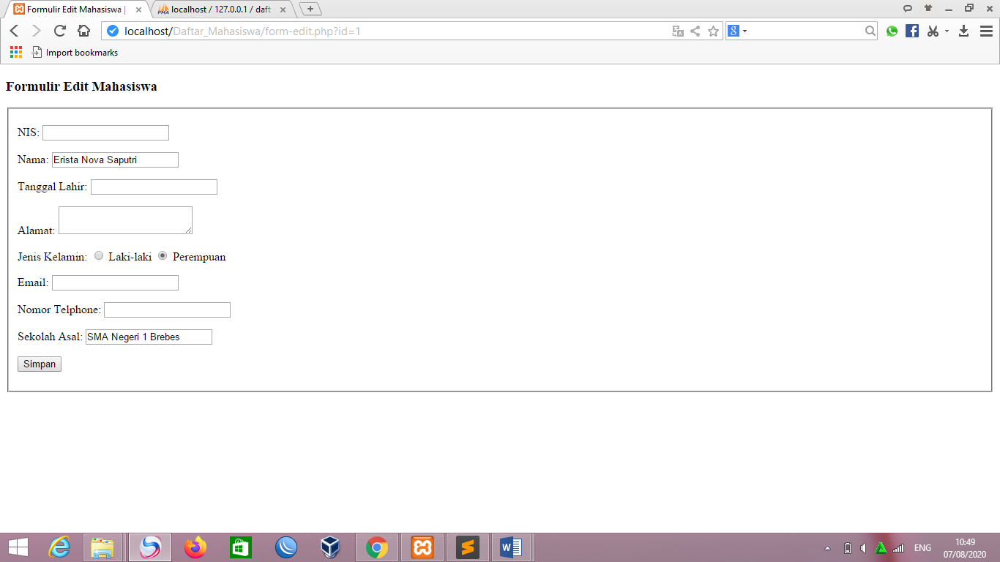 Formulir Edit Mahasiswa |
PMA localhost / 127.0.0.1 / daft
localhost/Daftar_Mahasiswa/form-edit.php?id=1
Import bookmarks
Formulir Edit Mahasiswa
NIS:
Nama: Erista Nova Saputri
Tanggal Lahir:
Alamat:
Jenis Kelamin: Laki-laki Perempuan
Email:
Nomor Telphone:
Sekolah Asal: SMA Negeri 1 Brebes
Simpan
ENG
10:49
07/08/2020